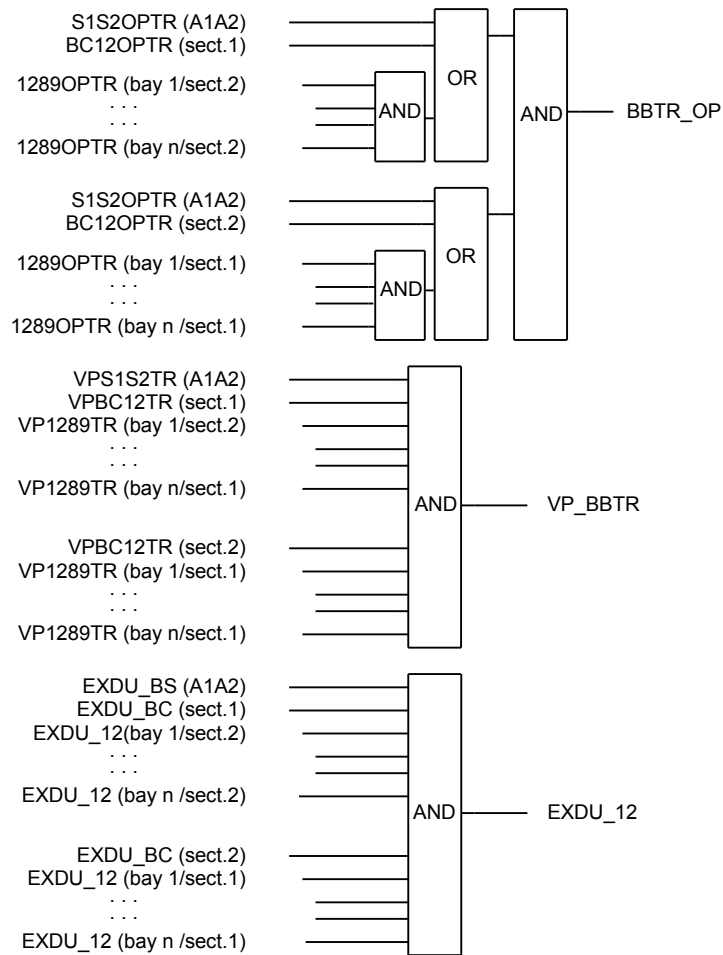 S1S2OPTR (A1A2)
BC12OPTR (sect.1)
1289OPTR (bay 1/sect.2)
. . .
. . .
1289OPTR (bay n/sect.2)
AND
OR
AND
BBTR_OP
S1S2OPTR (A1A2)
BC12OPTR (sect.2)
1289OPTR (bay 1/sect.1)
. . .
. . .
1289OPTR (bay n /sect.1)
AND
OR
VPS1S2TR (A1A2)
VPBC12TR (sect.1)
VP1289TR (bay 1/sect.2)
. . .
. . .
VP1289TR (bay n/sect.1)
AND
VP_BBTR
VPBC12TR (sect.2)
VP1289TR (bay 1/sect.1)
. . .
. . .
VP1289TR (bay n/sect.1)
EXDU_BS (A1A2)
EXDU_BC (sect.1)
EXDU_12(bay 1/sect.2)
. . .
. . .
EXDU_12 (bay n /sect.2)
AND
EXDU_12
EXDU_BC (sect.2)
EXDU_12 (bay 1/sect.1)
. . .
. . .
EXDU_12 (bay n /sect.1)